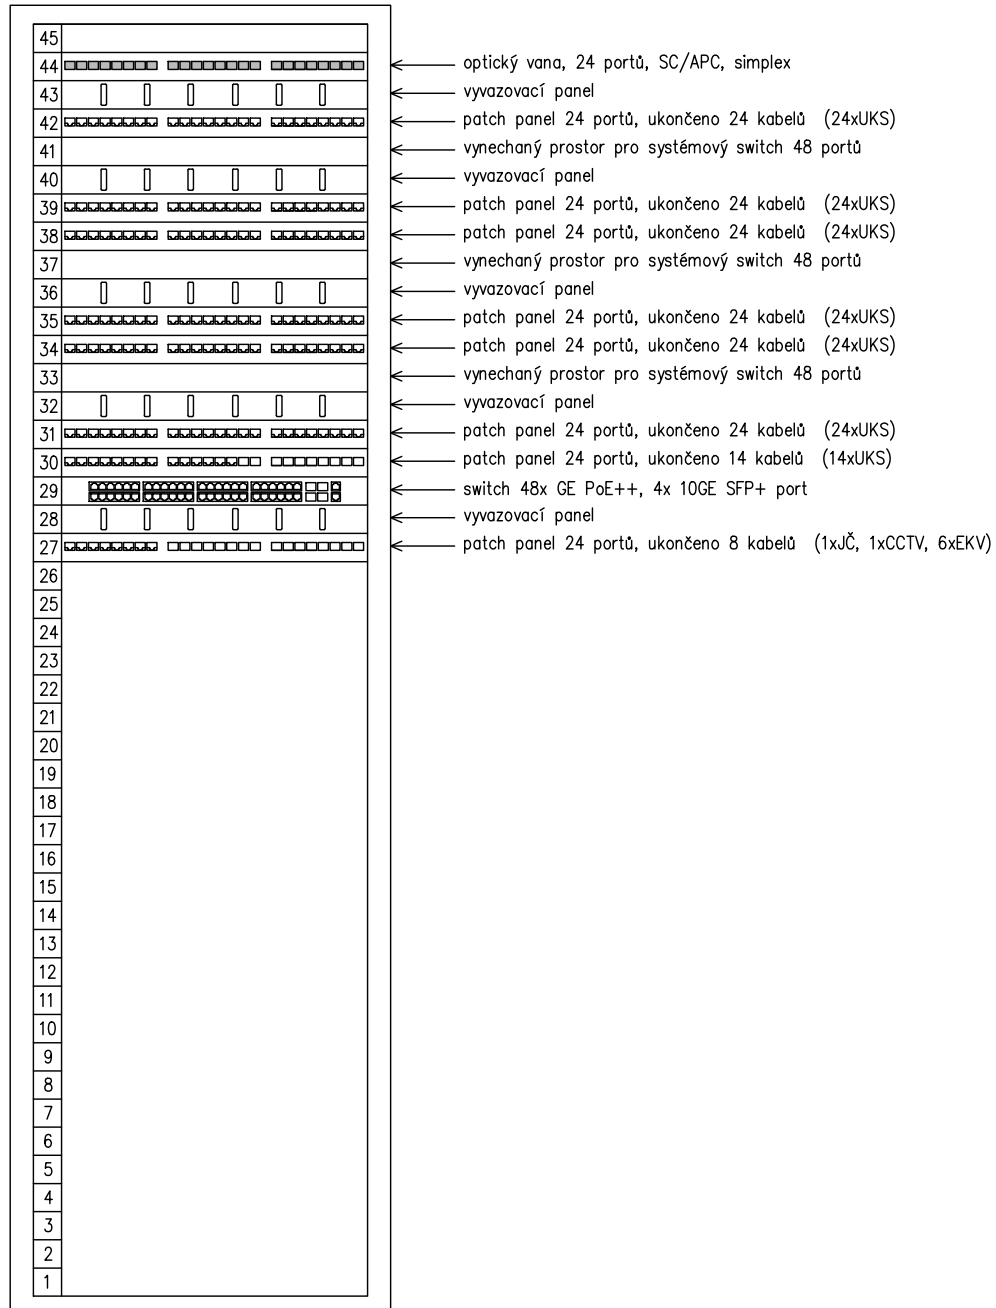 45
44 optický vana, 24 portů, SC/APC, simplex
43 vyvazovací panel
42 patch panel 24 portů, ukončeno 24 kabelů (24xUKS)
41 vynechaný prostor pro systémový switch 48 portů
40 vyvazovací panel
39 patch panel 24 portů, ukončeno 24 kabelů (24xUKS)
38 patch panel 24 portů, ukončeno 24 kabelů (24xUKS)
37 vynechaný prostor pro systémový switch 48 portů
36 vyvazovací panel
35 patch panel 24 portů, ukončeno 24 kabelů (24xUKS)
34 patch panel 24 portů, ukončeno 24 kabelů (24xUKS)
33 vynechaný prostor pro systémový switch 48 portů
32 vyvazovací panel
31 patch panel 24 portů, ukončeno 24 kabelů (24xUKS)
30 patch panel 24 portů, ukončeno 14 kabelů (14xUKS)
29 switch 48x GE PoE++, 4x 10GE SFP+ port
28 vyvazovací panel
27 patch panel 24 portů, ukončeno 8 kabelů (1xJČ, 1xCCTV, 6xEKV)
26
25
24
23
22
21
20
19
18
17
16
15
14
13
12
11
10
9
8
7
6
5
4
3
2
1